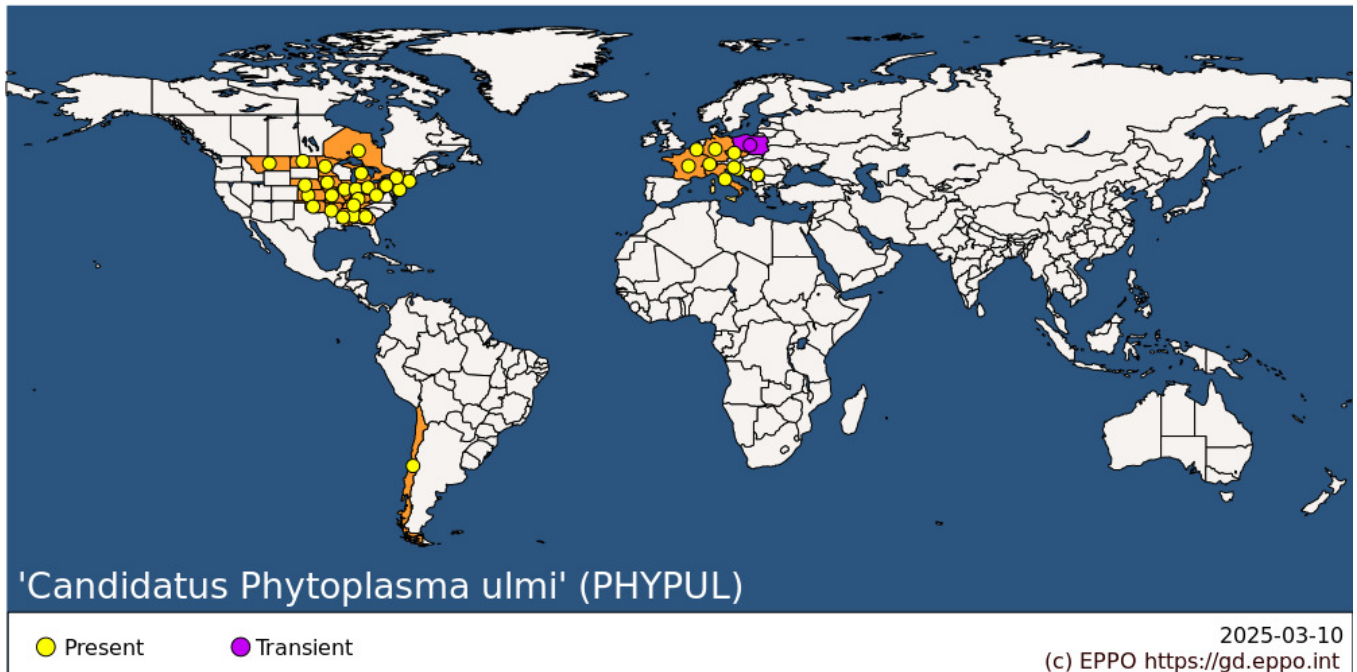 'Candidatus Phytoplasma ulmi' (PHYPUL)
Present
Transient
2025-03-10
(c) EPPO https://gd.eppo.int